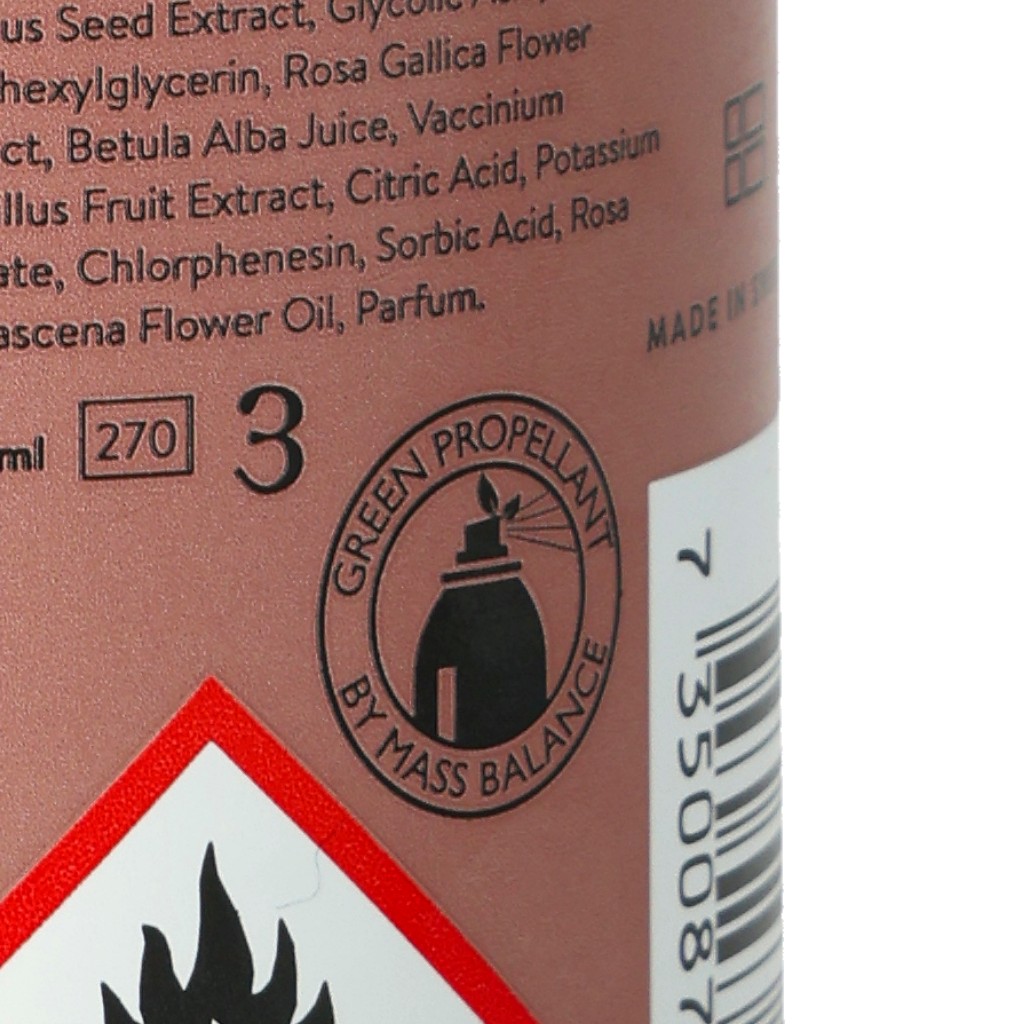 us Seed Extract, Glycolic
hexylglycerin, Rosa Gallica Flower
ct, Betula Alba Juice, Vaccinium
illus Fruit Extract, Citric Acid, Potassium
ate, Chlorphenesin, Sorbic Acid, Rosa
ascena Flower Oil, Parfum.
MADE IN
ml 270 3
GREEN PROPELLANT
BY MASS BALANCE
7 350087